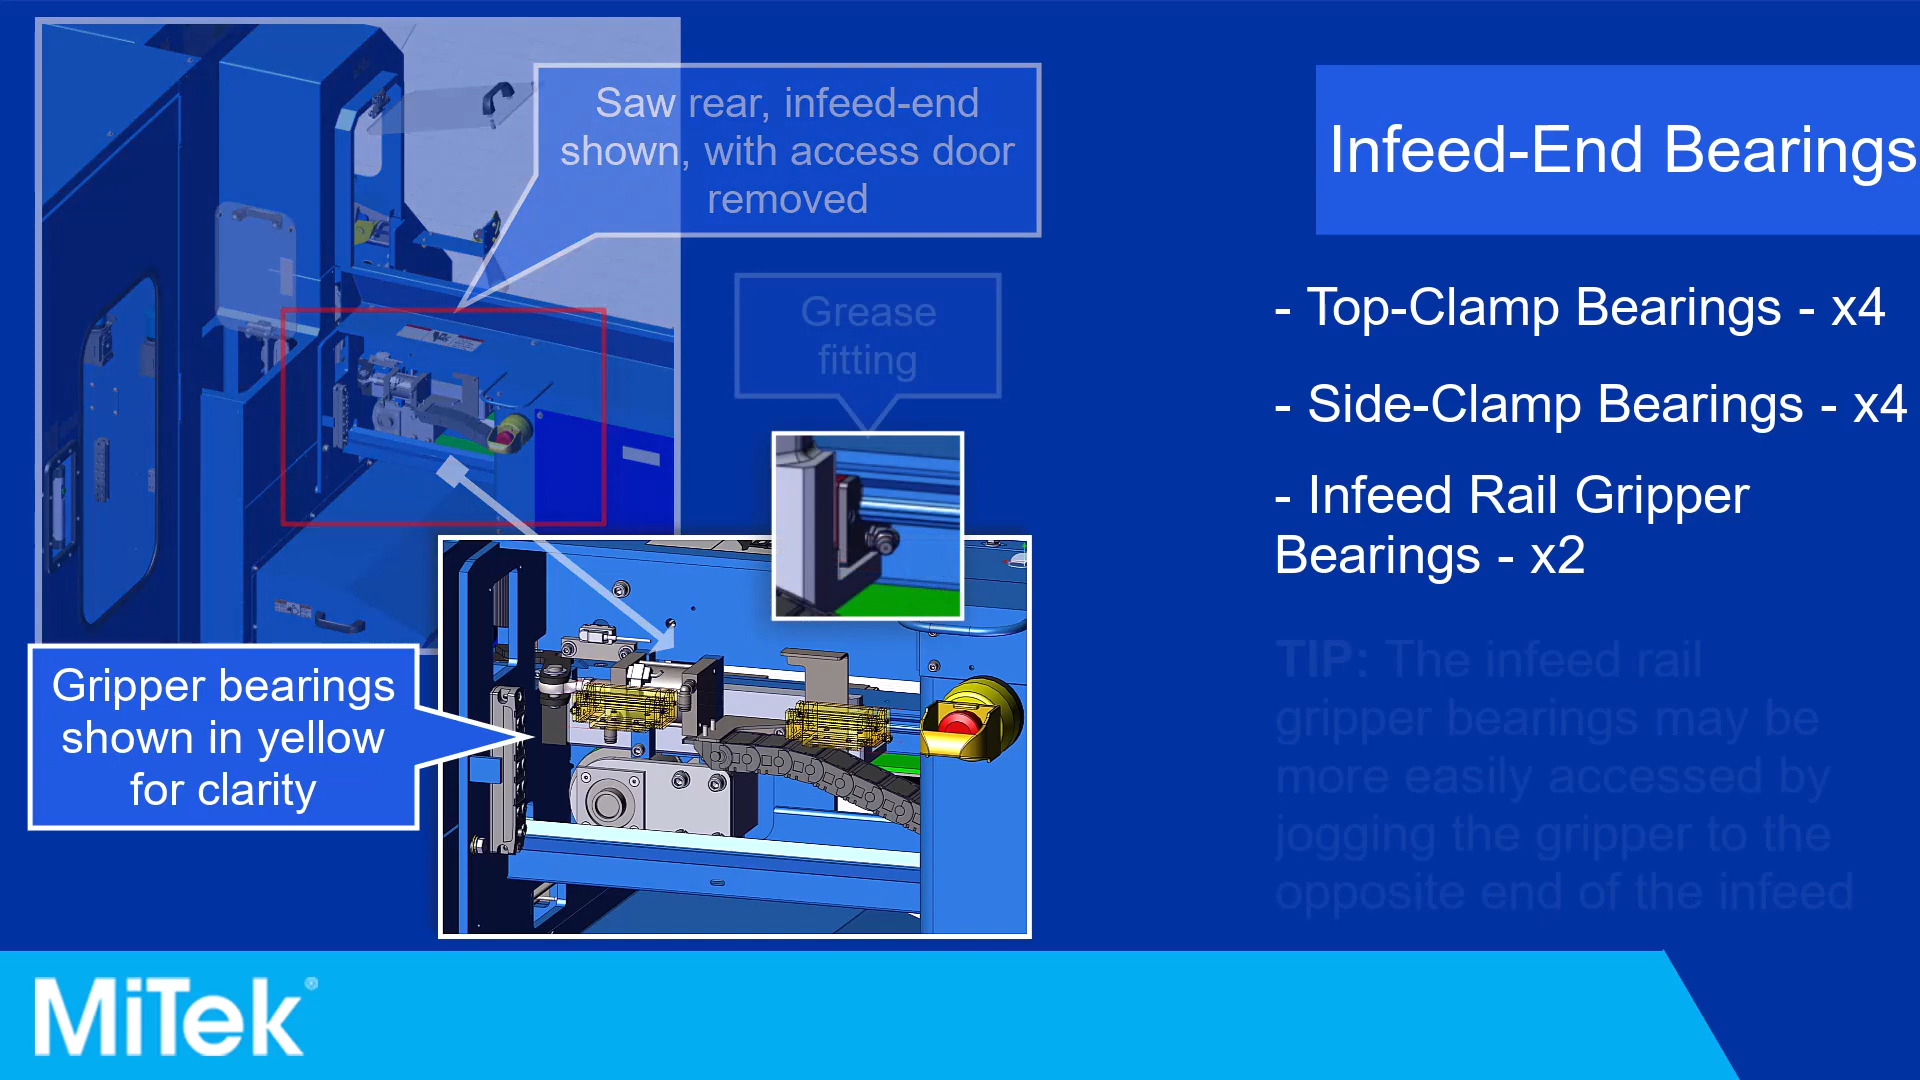 Saw rear, infeed-end
shown, with access door
removed
Grease
fitting
Gripper bearings
shown in yellow
for clarity
Infeed-End Bearings
- Top-Clamp Bearings - x4
- Side-Clamp Bearings - x4
- Infeed Rail Gripper
Bearings - x2
TIP: The infeed rail
gripper bearings may be
more easily accessed by
jogging the gripper to the
opposite end of the infeed
MiTek®